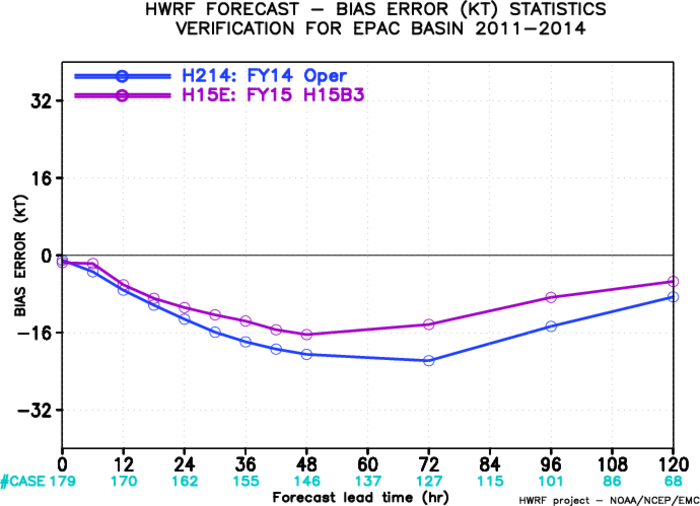 HWRF FORECAST − BIAS ERROR (KT) STATISTICS
VERIFICATION FOR EPAC BASIN 2011−2014
H214: FY14 Oper
H15E: FY15 H15B3
32
16
0
−16
−32
BIAS ERROR (KT)
0 12 24 36 48 60 72 84 96 108 120
#CASE 179 170 162 155 146 137 127 115 101 86 68
Forecast lead time (hr)
HWRF project − NOAA/NCEP/EMC